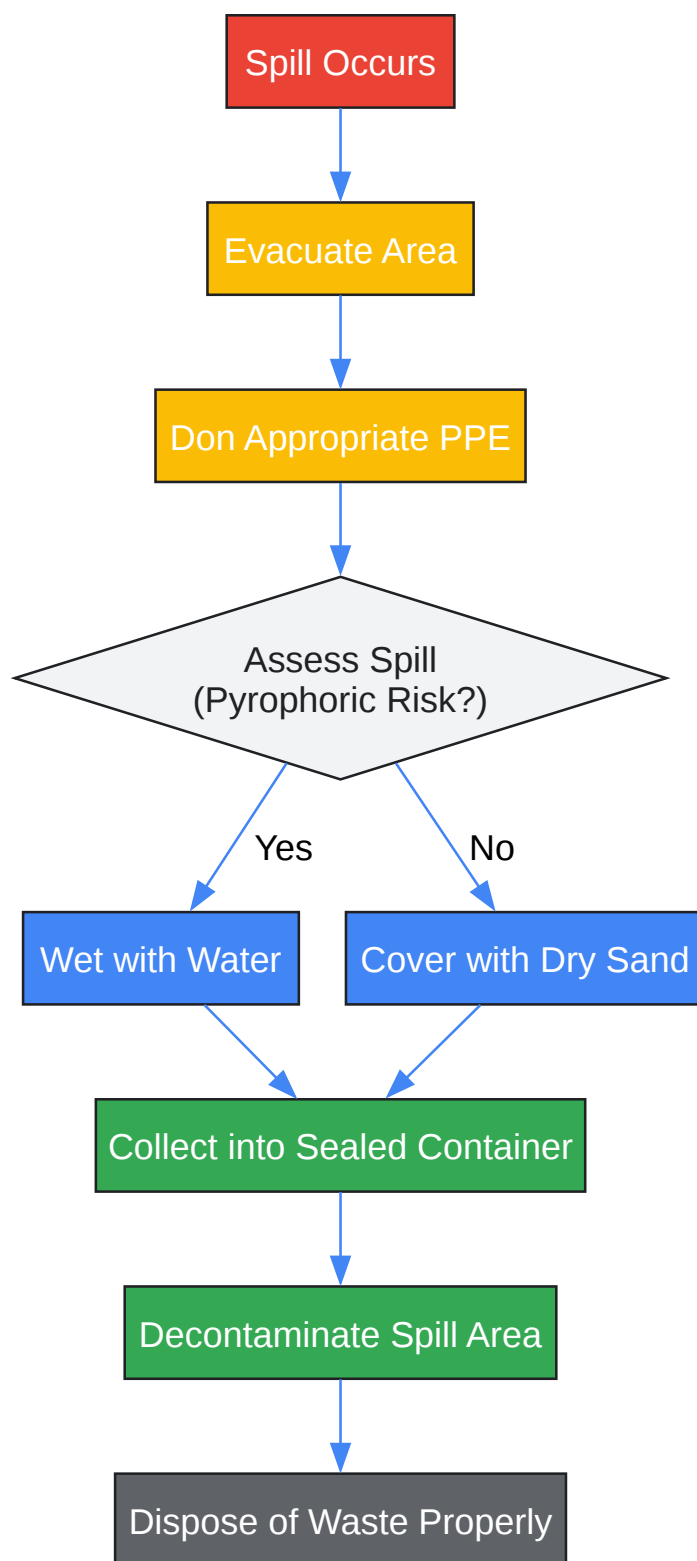 Spill Occurs
Evacuate Area
Don Appropriate PPE
Assess Spill
(Pyrophoric Risk?)
Yes
No
Wet with Water
Cover with Dry Sand
Collect into Sealed Container
Decontaminate Spill Area
Dispose of Waste Properly